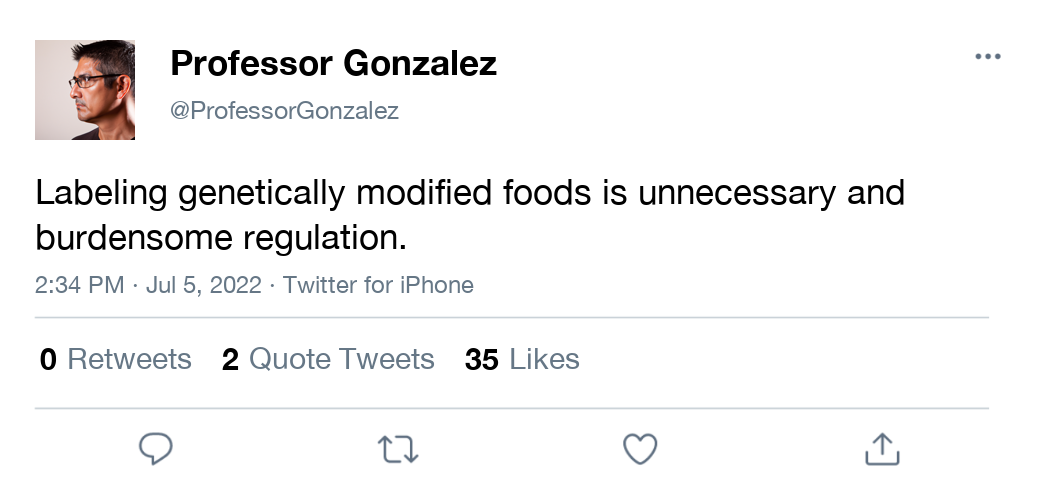 Professor Gonzalez
@ProfessorGonzalez
Labeling genetically modified foods is unnecessary and
burdensome regulation.
2:34 PM · Jul 5, 2022 · Twitter for iPhone
0 Retweets 2 Quote Tweets 35 Likes